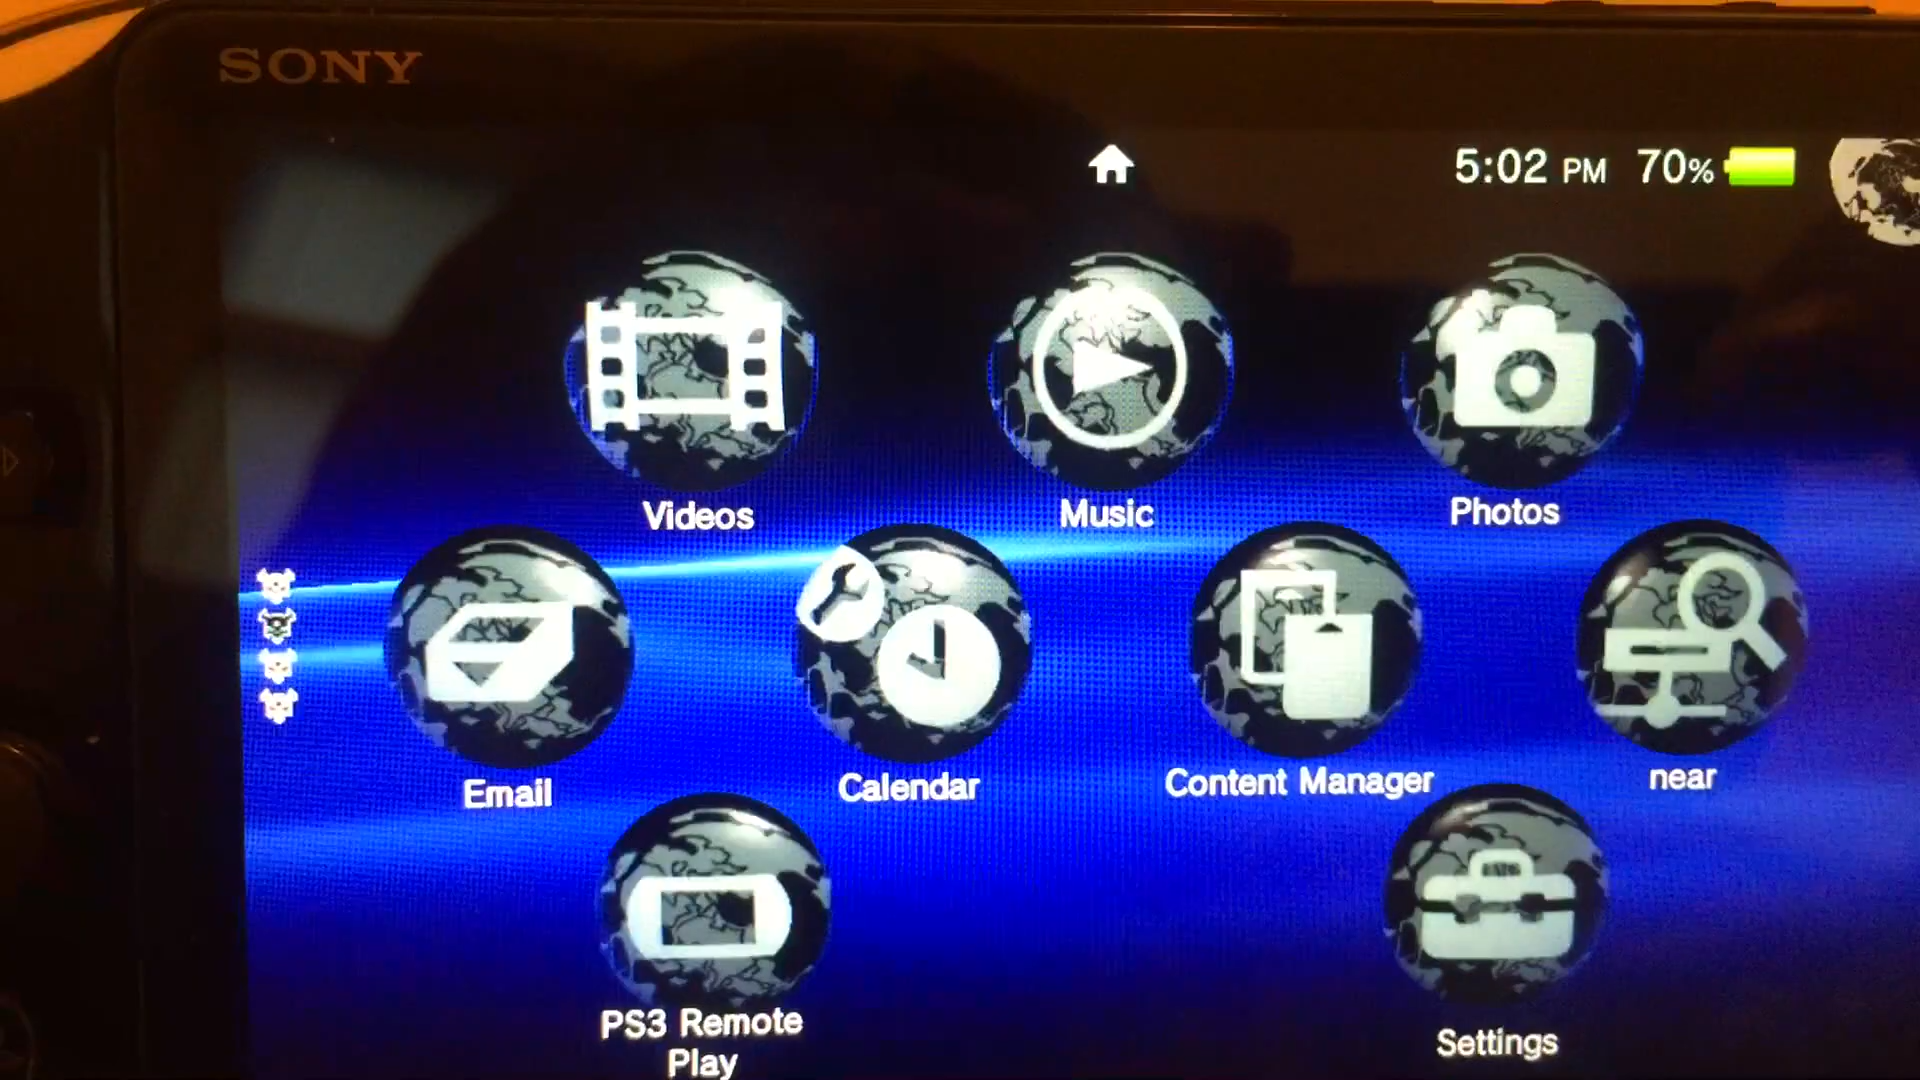 SONY
5:02 PM 70%
Videos
Music
Photos
Email
Calendar
Content Manager
near
PS3 Remote
Play
Settings